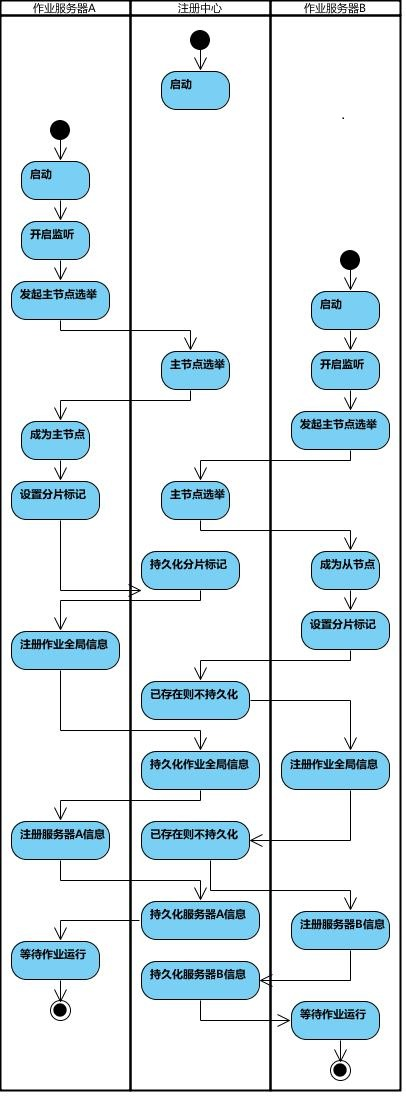 作业服务器A
注册中心
作业服务器B
启动
启动
开启监听
发起主节点选举
启动
主节点选举
开启监听
成为主节点
发起主节点选举
设置分片标记
主节点选举
持久化分片标记
成为从节点
注册作业全局信息
设置分片标记
已存在则不持久化
持久化作业全局信息
注册作业全局信息
注册服务器A信息
已存在则不持久化
持久化服务器A信息
注册服务器B信息
等待作业运行
持久化服务器B信息
等待作业运行